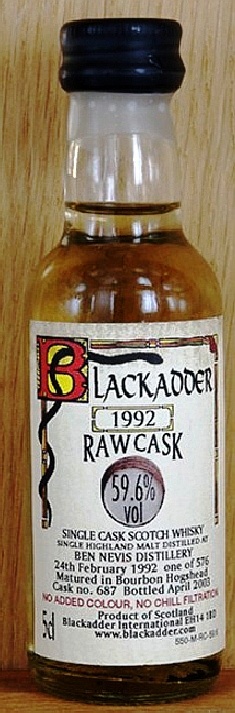 BLACKADDER
1992
RAW CASK
59.6%
vol
SINGLE CASK SCOTCH WHISKY
SINGLE HIGHLAND MALT DISTILLED AT
BEN NEVIS DISTILLERY
24th February 1992 one of 576
Matured in Bourbon Hogshead
Cask no. 687 Bottled April 2003
NO ADDED COLOUR, NO CHILL FILTRATION
5cl
Product of Scotland
Blackadder International EH14 1BD
www.blackadder.com